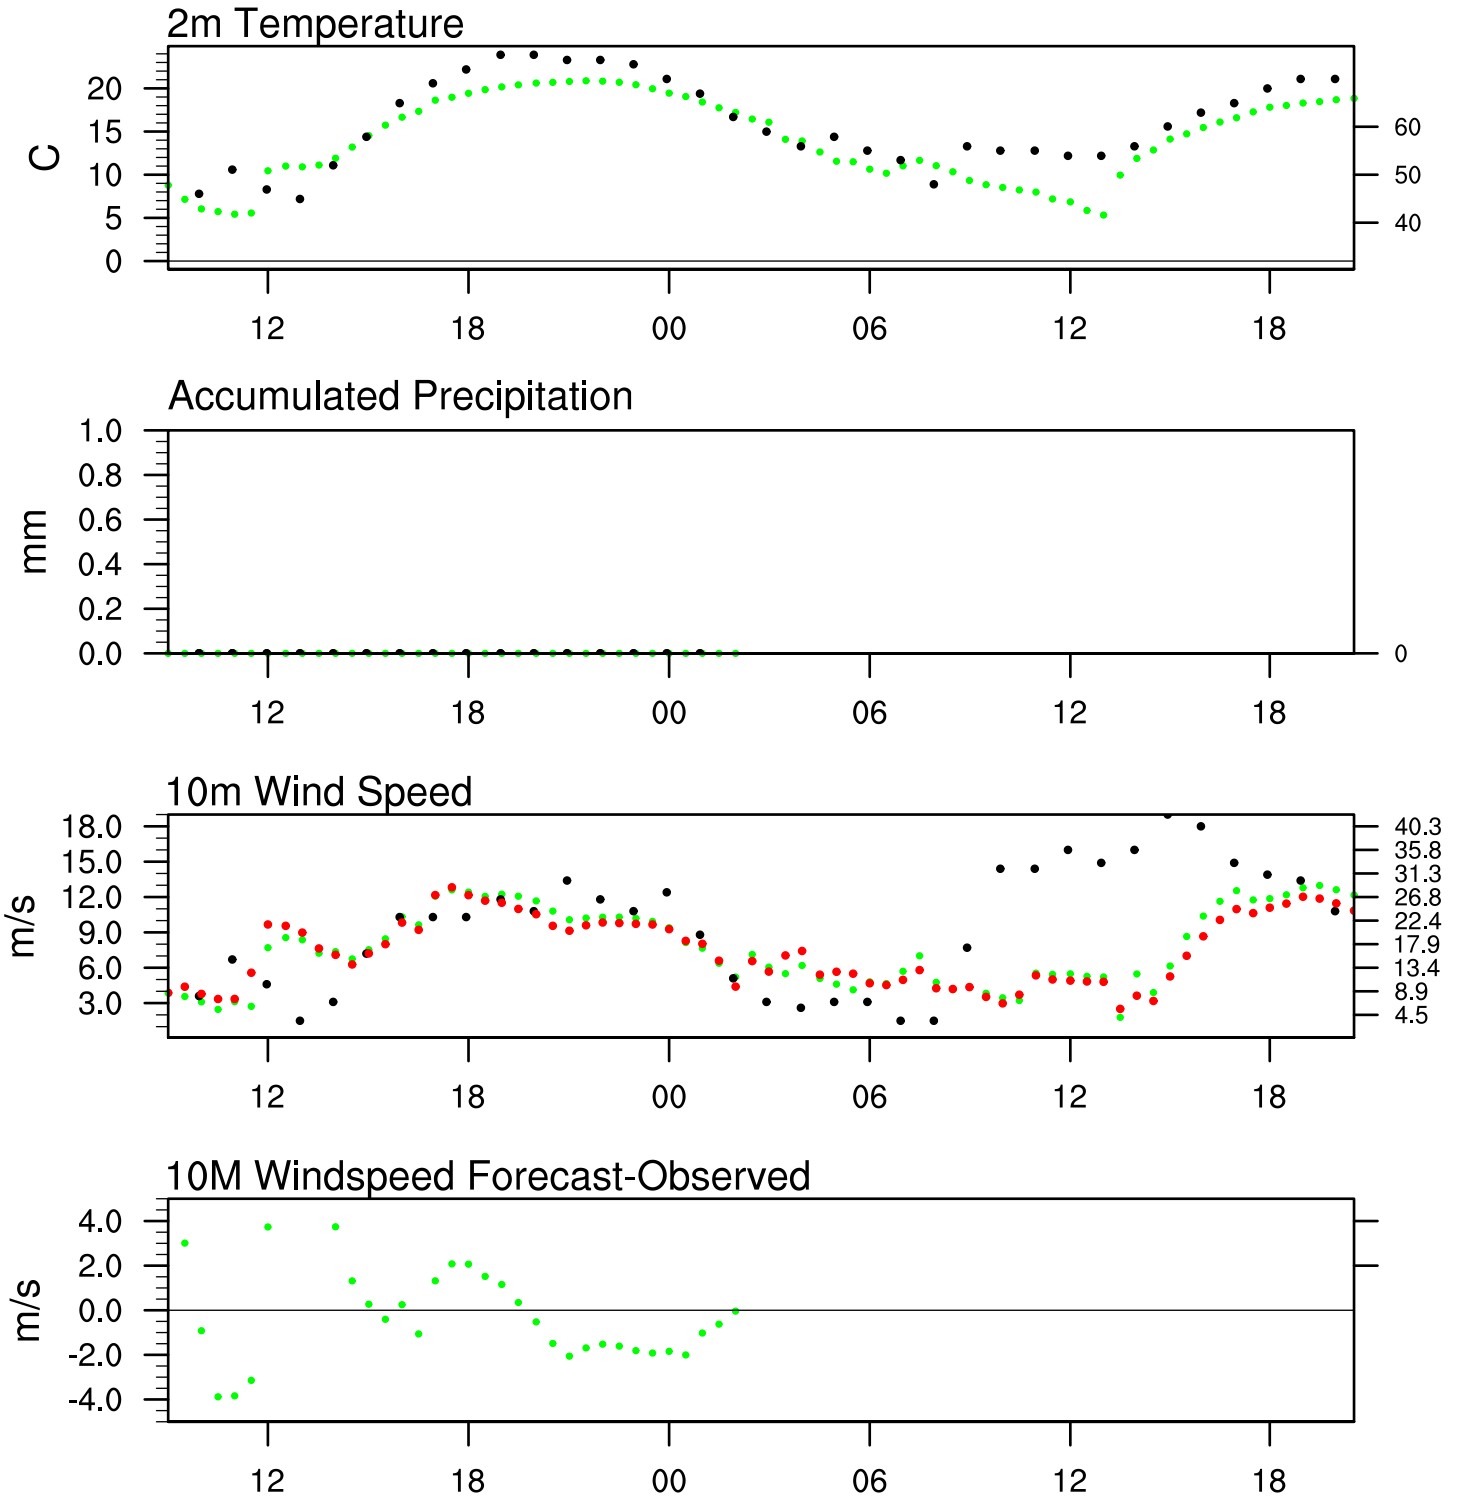 2m Temperature
C
20
15
10
5
0
60
50
40
12 18 00 06 12 18
Accumulated Precipitation
mm
1.0
0.8
0.6
0.4
0.2
0.0
0
12 18 00 06 12 18
10m Wind Speed
m/s
18.0
15.0
12.0
9.0
6.0
3.0
40.3
35.8
31.3
26.8
22.4
17.9
13.4
8.9
4.5
12 18 00 06 12 18
10M Windspeed Forecast-Observed
m/s
4.0
2.0
0.0
-2.0
-4.0
12 18 00 06 12 18